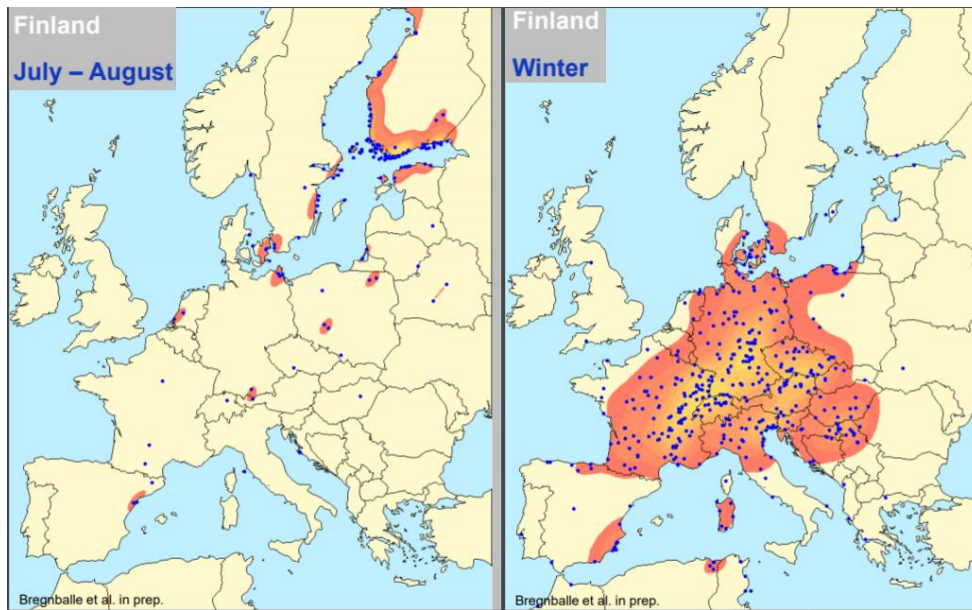 Finland
July – August
Bregnballe et al. in prep.
Finland
Winter
Bregnballe et al. in prep.